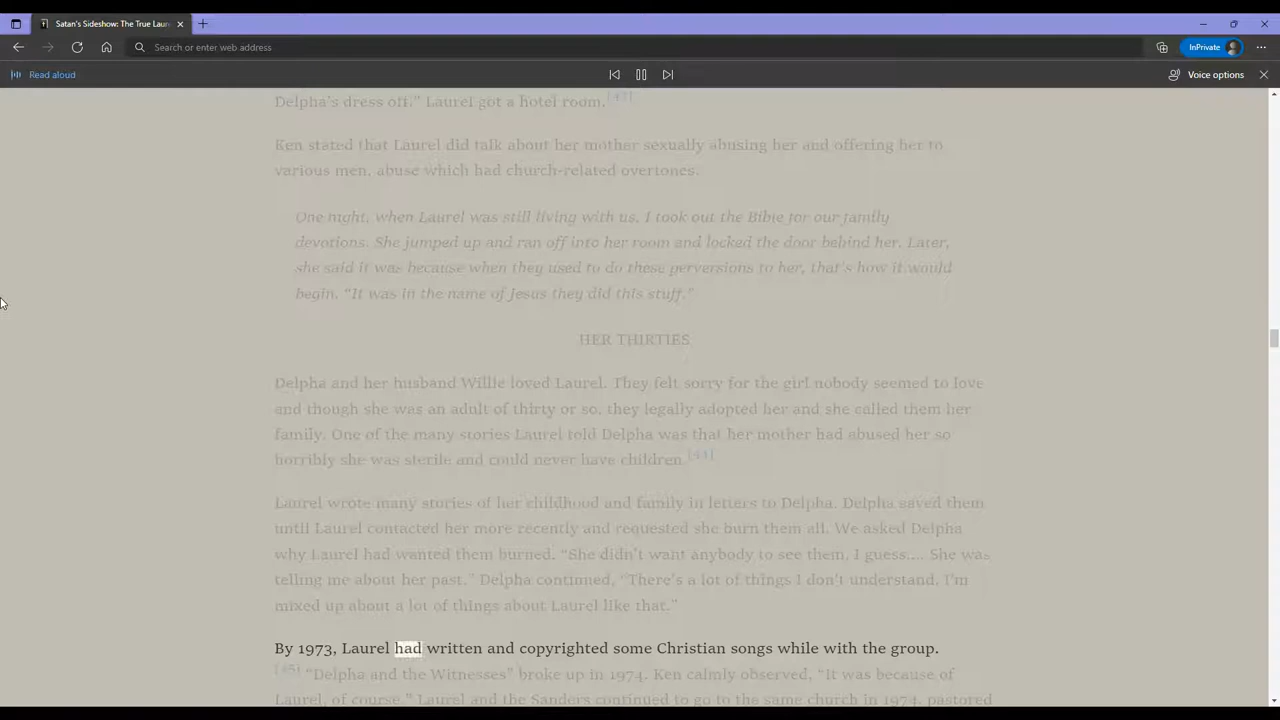 Satan's Sideshow: The True Laur
Search or enter web address
InPrivate
Read aloud
Voice options
Delpha's dress off." Laurel got a hotel room.[42]
Ken stated that Laurel did talk about her mother sexually abusing her and offering her to
various men, abuse which had church-related overtones.
One night, when Laurel was still living with us, I took out the Bible for our family
devotions. She jumped up and ran off into her room and locked the door behind her. Later,
she said it was because when they used to do these perversions to her, that's how it would
begin. "It was in the name of Jesus they did this stuff."
HER THIRTIES
Delpha and her husband Willie loved Laurel. They felt sorry for the girl nobody seemed to love
and though she was an adult of thirty or so, they legally adopted her and she called them her
family. One of the many stories Laurel told Delpha was that her mother had abused her so
horribly she was sterile and could never have children.[44]
Laurel wrote many stories of her childhood and family in letters to Delpha. Delpha saved them
until Laurel contacted her more recently and requested she burn them all. We asked Delpha
why Laurel had wanted them burned. "She didn't want anybody to see them, I guess.... She was
telling me about her past." Delpha continued, "There's a lot of things I don't understand. I'm
mixed up about a lot of things about Laurel like that."
By 1973, Laurel had written and copyrighted some Christian songs while with the group.
[45] "Delpha and the Witnesses" broke up in 1974. Ken calmly observed, "It was because of
Laurel, of course." Laurel and the Sanders continued to go to the same church in 1974, pastored